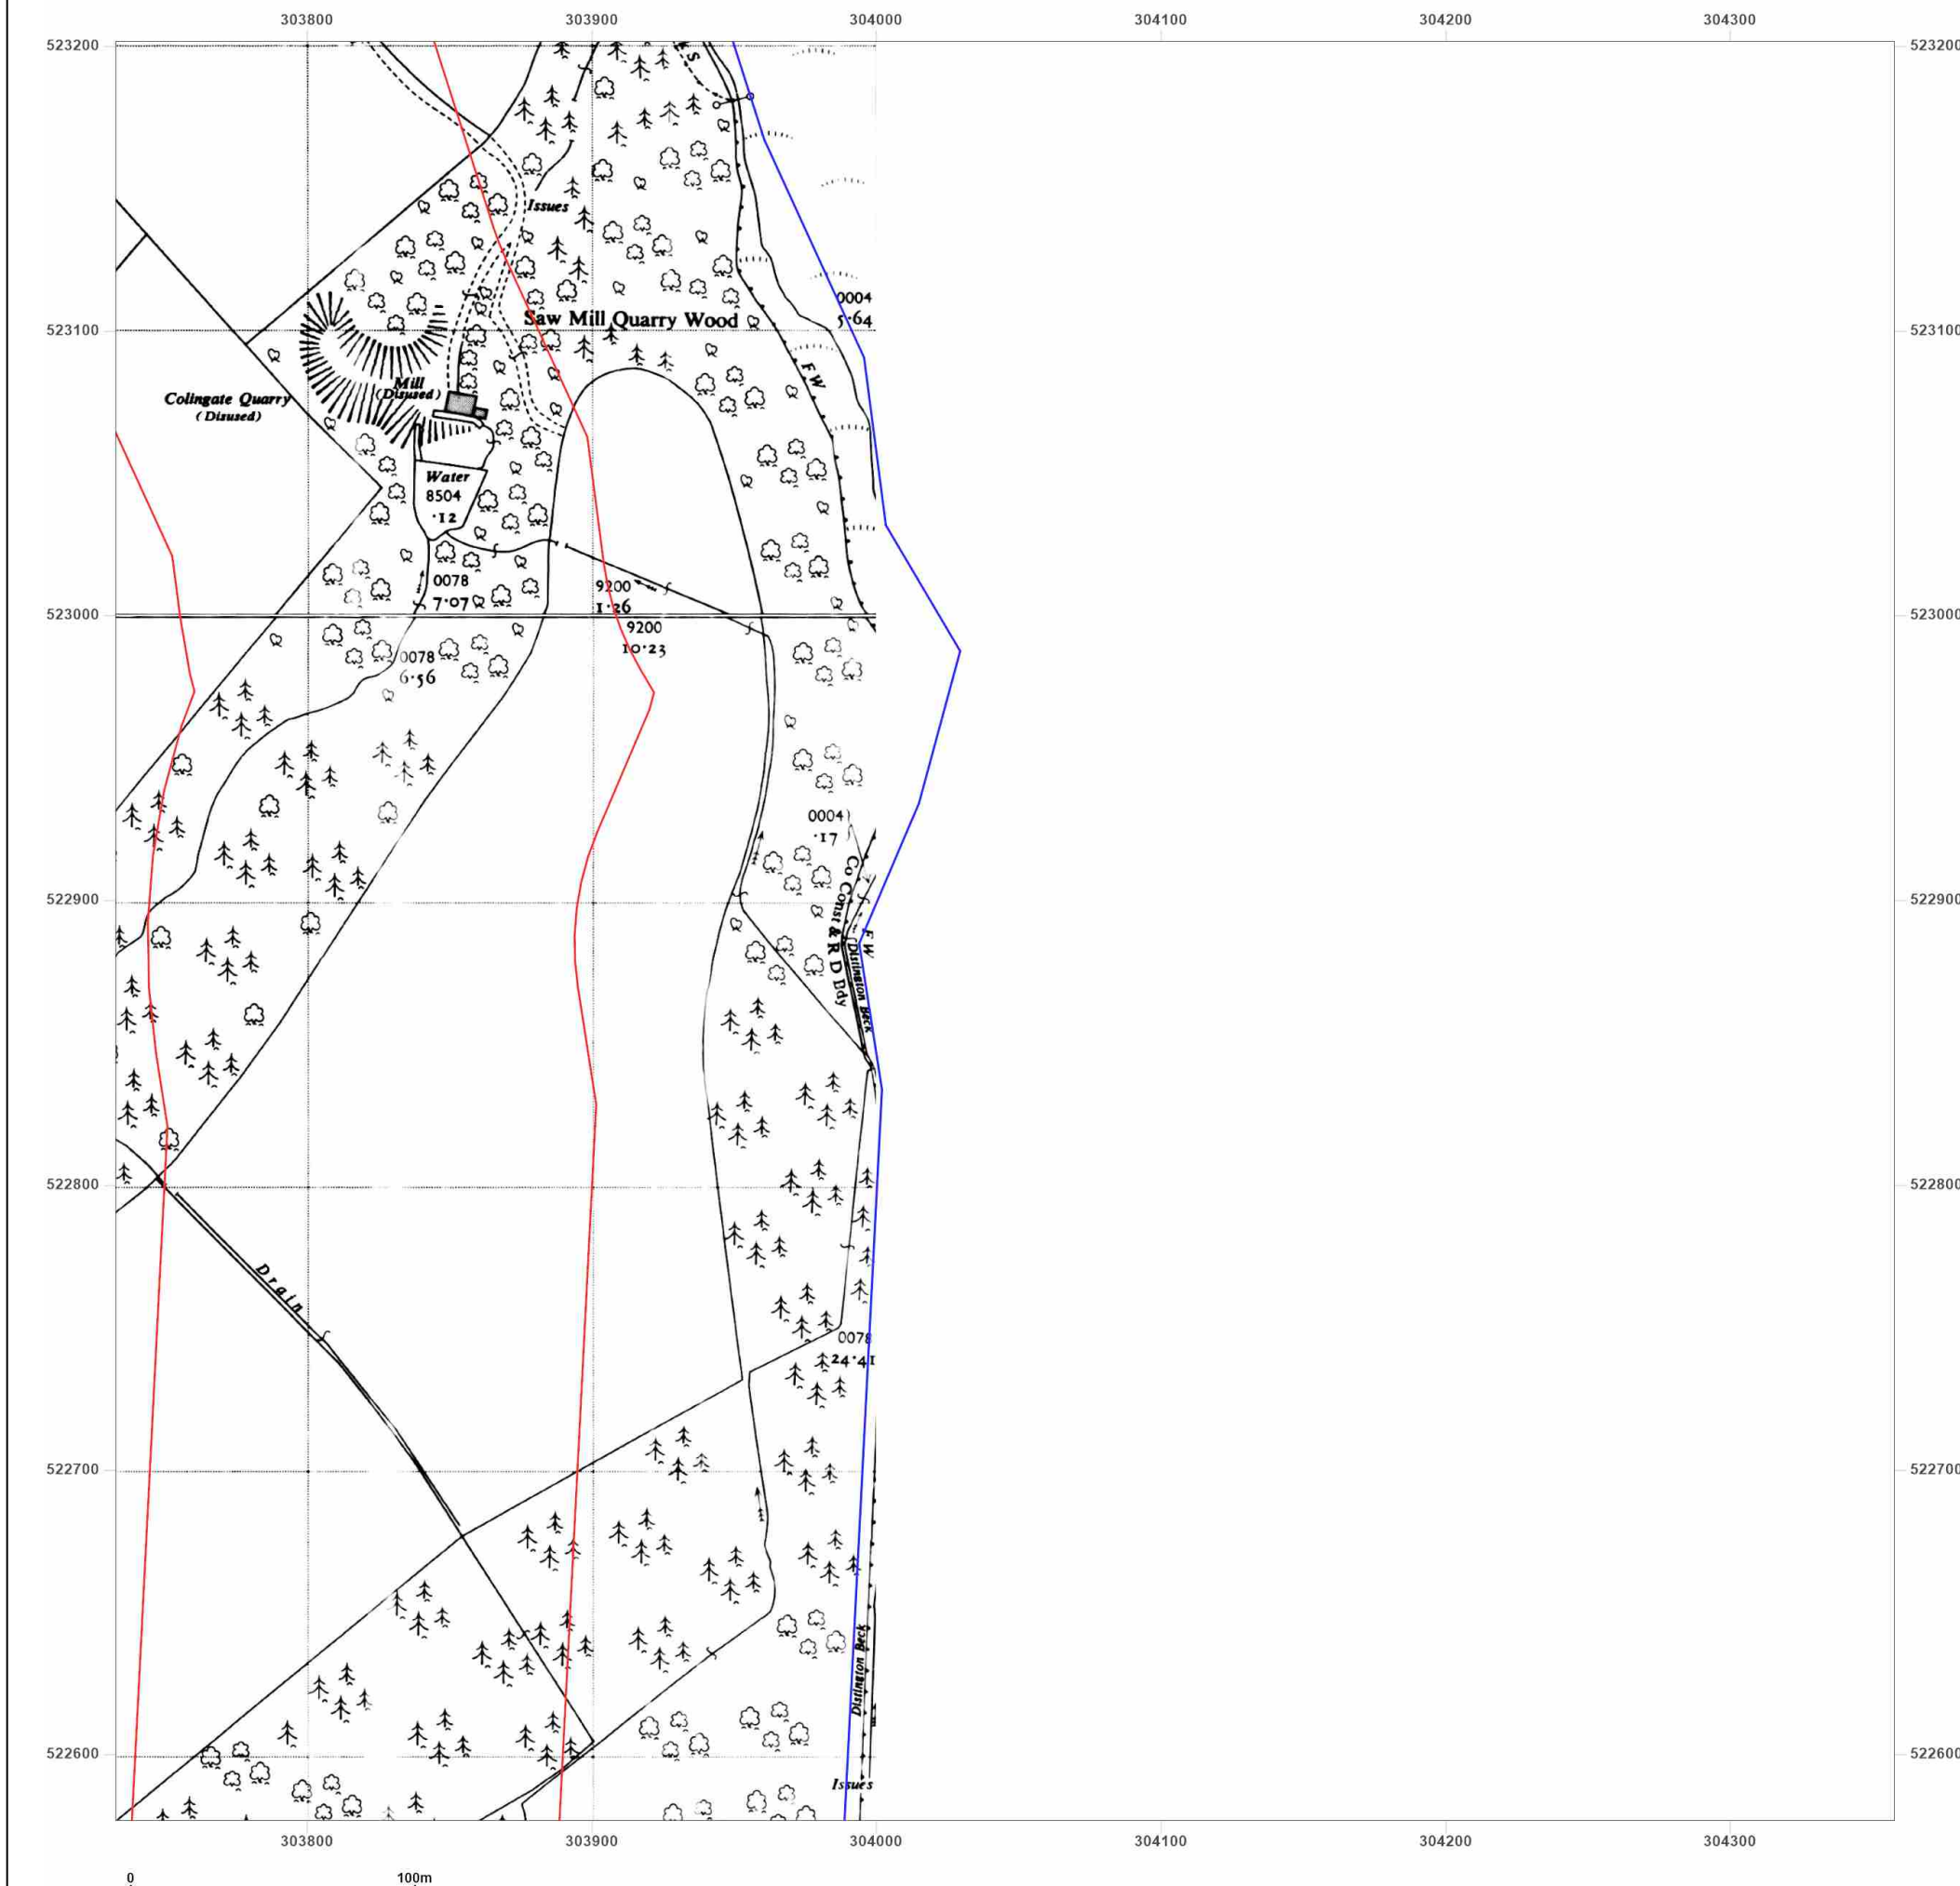 303800 303900 304000 304100 304200 304300
523200 523200
K S
Issues
0004
5·64
523100 523100
Saw Mill Quarry Wood
F W
Mill
(Disused)
Colingate Quarry
(Disused)
Water
8504
·12
0078
7·07
9200
1·26
523000 523000
9200
10·23
0078
6·56
0004
·17
522900 522900
Co Const & R D Bdy
F W
Distington Beck
522800 522800
Drain
0078
24·41
522700 522700
Distington Beck
522600 522600
Issues
303800 303900 304000 304100 304200 304300
0 100m